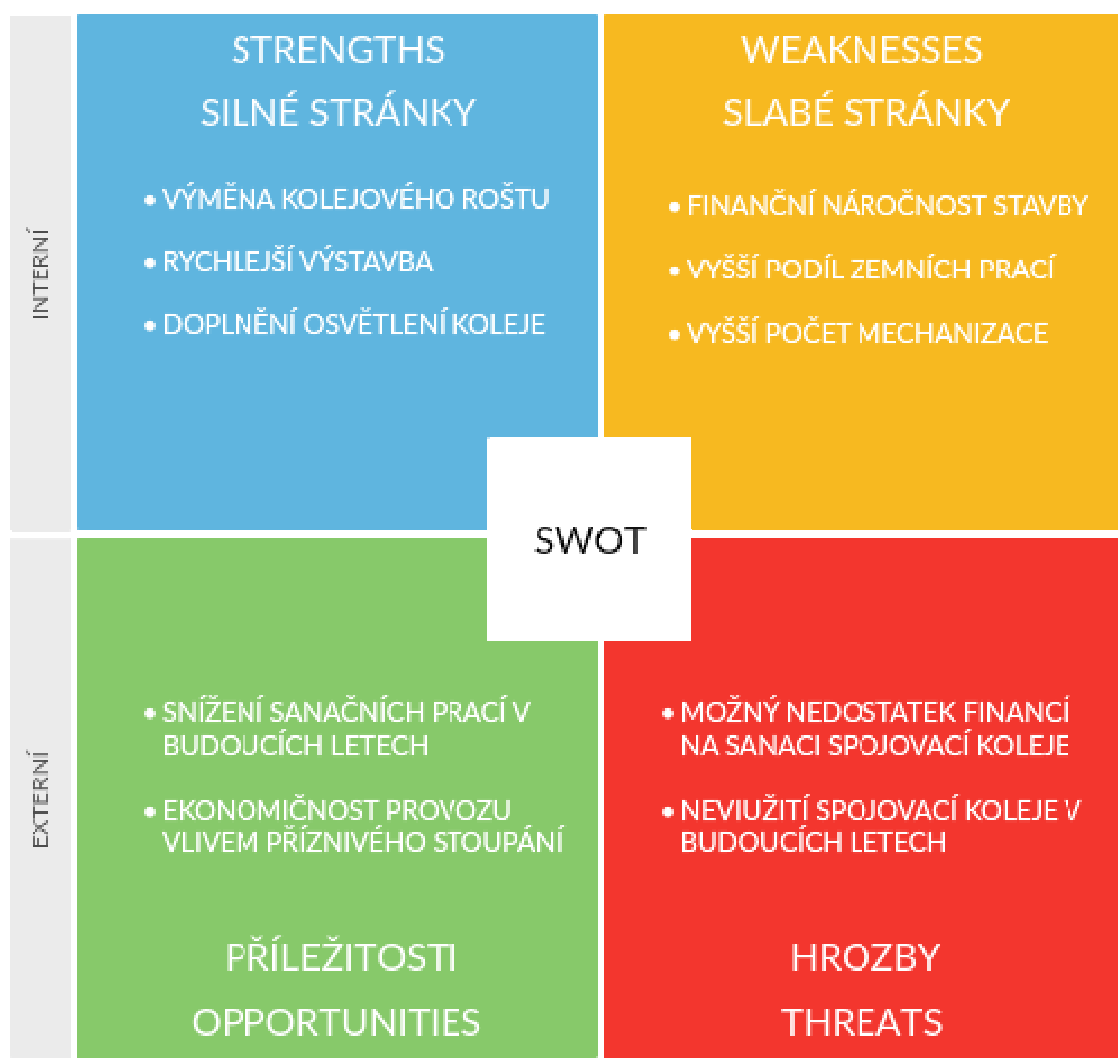 INTERNÍ
STRENGTHS
SILNÉ STRÁNKY
• VÝMĚNA KOLEJOVÉHO ROŠTU
• RYCHLEJŠÍ VÝSTAVBA
• DOPLNĚNÍ OSVĚTLENÍ KOLEJE
WEAKNESSES
SLABÉ STRÁNKY
• FINANČNÍ NÁROČNOST STAVBY
• VYŠŠÍ PODÍL ZEMNÍCH PRACÍ
• VYŠŠÍ POČET MECHANIZACE
SWOT
EXTERNÍ
• SNÍŽENÍ SANAČNÍCH PRACÍ V
BUDOUCÍCH LETECH
• EKONOMIČNOST PROVOZU
VLIVEM PŘÍZNIVÉHO STOUPÁNÍ
PŘÍLEŽITOSTI
OPPORTUNITIES
• MOŽNÝ NEDOSTATEK FINANCÍ
NA SANACI SPOJOVACÍ KOLEJE
• NEVIUŽITÍ SPOJOVACÍ KOLEJE V
BUDOUCÍCH LETECH
HROZBY
THREATS